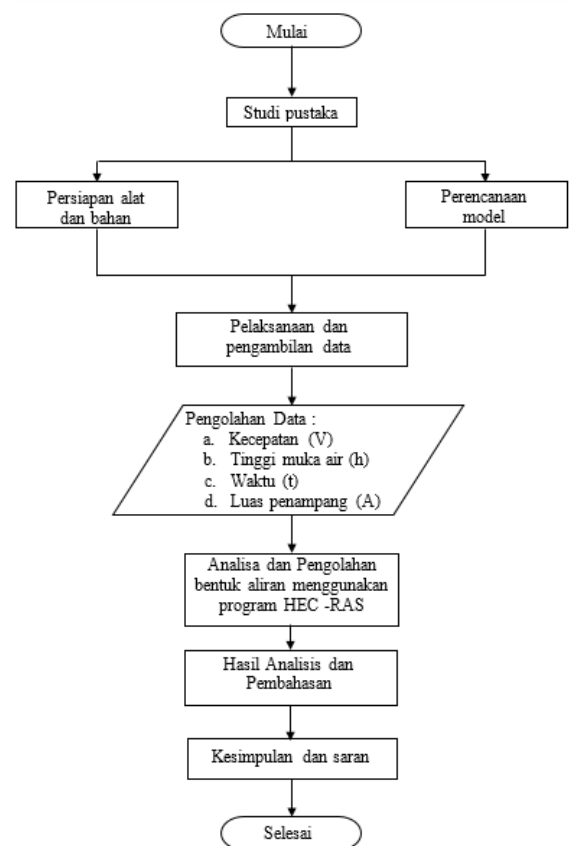 Mulai
Studi pustaka
Persiapan alat
dan bahan
Perencanaan
model
Pelaksanaan dan
pengambilan data
Pengolahan Data :
a. Kecepatan (V)
b. Tinggi muka air (h)
c. Waktu (t)
d. Luas penampang (A)
Analisa dan Pengolahan
bentuk aliran menggunakan
program HEC -RAS
Hasil Analisis dan
Pembahasan
Kesimpulan dan saran
Selesai